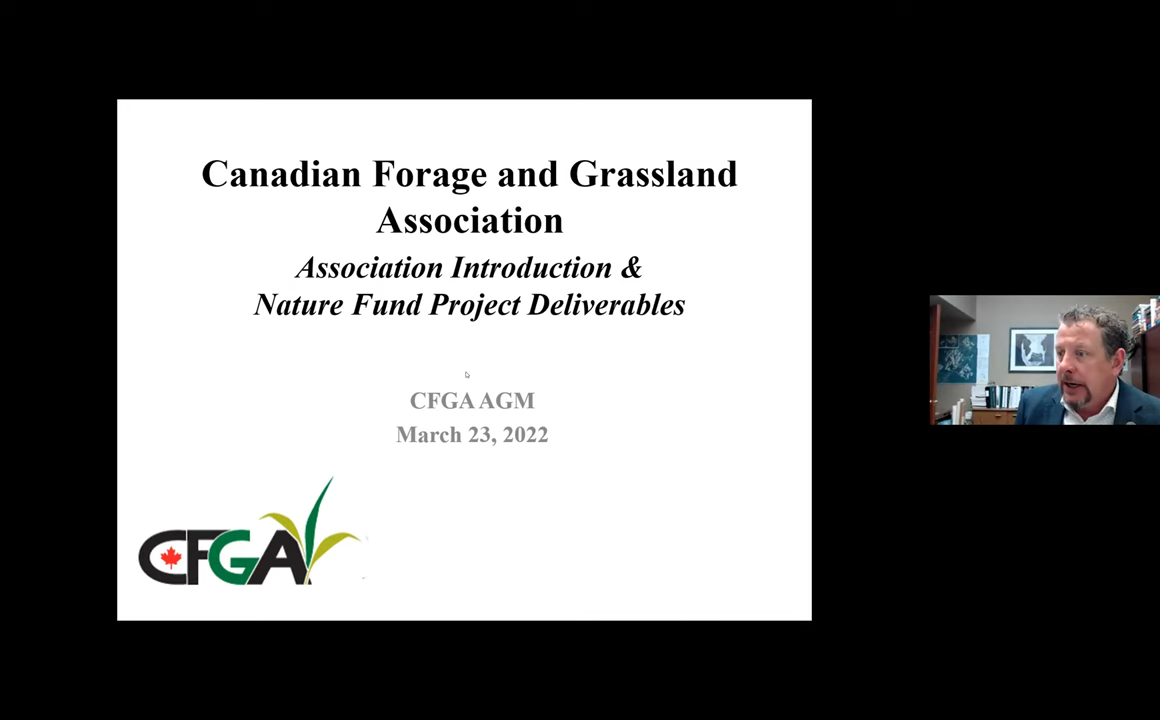 Canadian Forage and Grassland
Association
Association Introduction &
Nature Fund Project Deliverables
CFGA AGM
March 23, 2022
CFGA